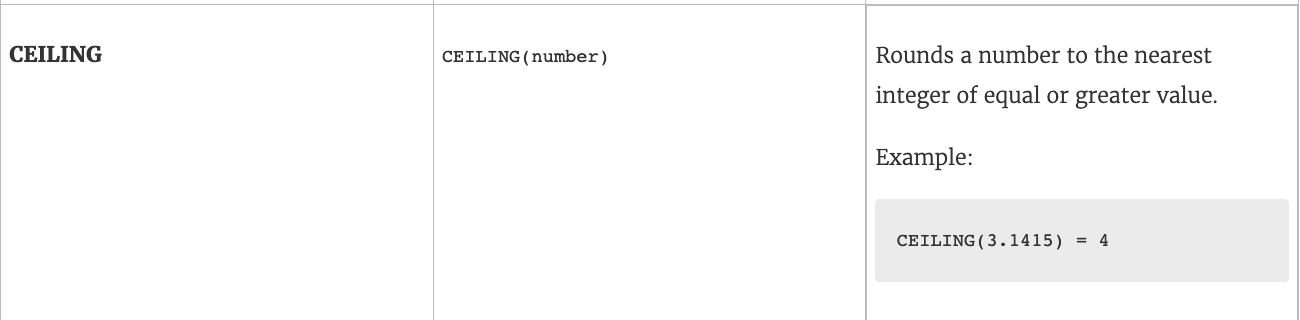 CEILING
CEILING(number)
Rounds a number to the nearest
integer of equal or greater value.
Example:
CEILING(3.1415) = 4